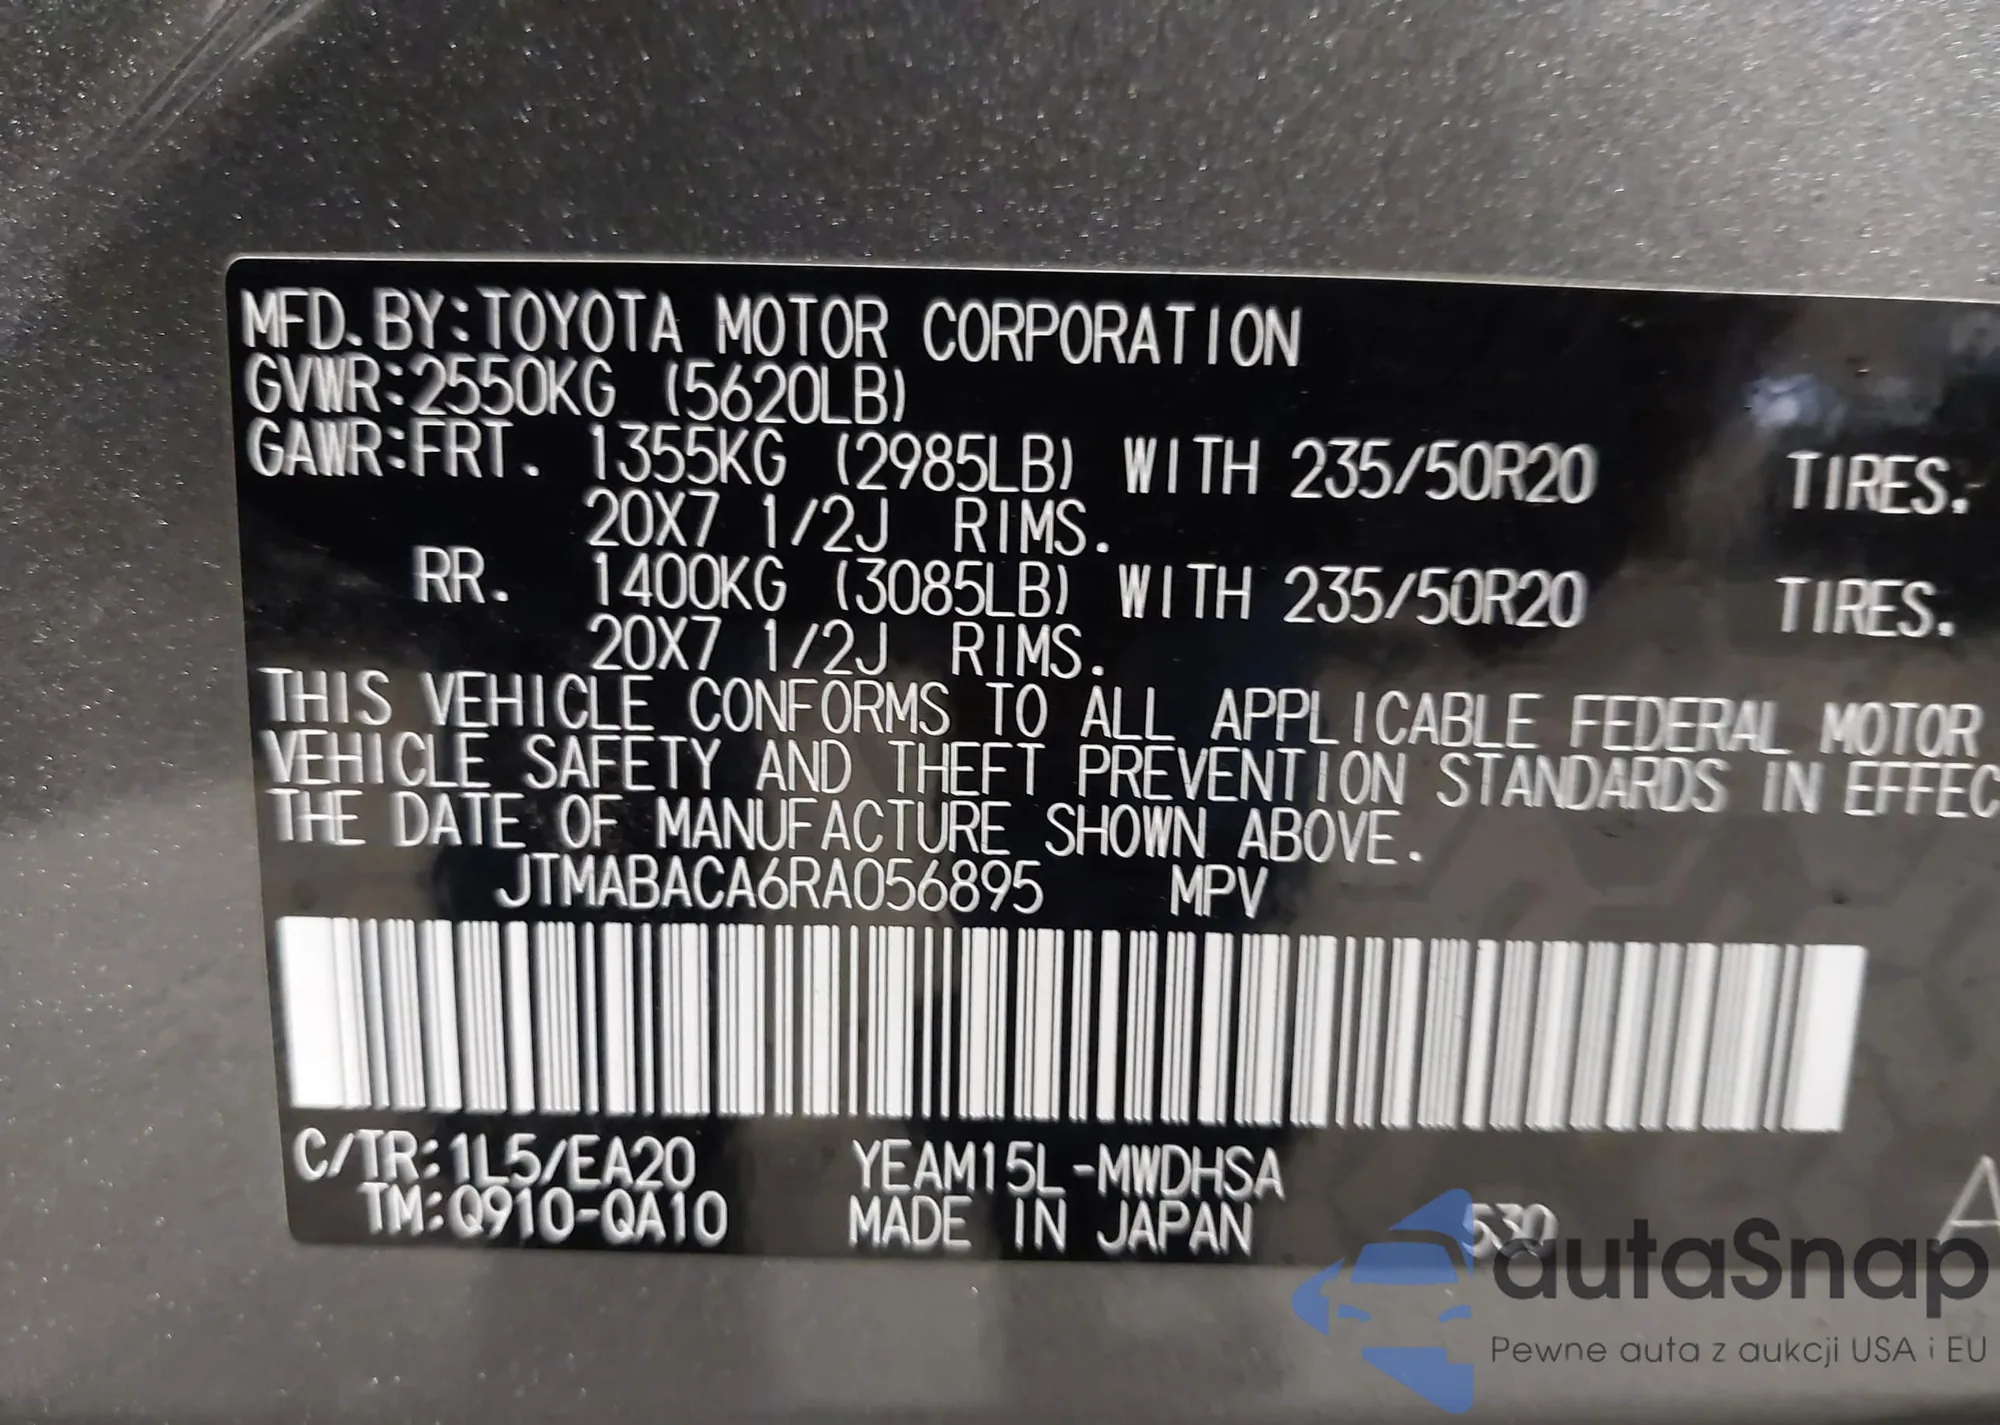 MFD.BY:TOYOTA MOTOR CORPORATION
GVWR:2550KG (5620LB)
GAWR:FRT. 1355KG (2985LB) WITH 235/50R20 TIRES.
20X7 1/2J RIMS.
RR. 1400KG (3085LB) WITH 235/50R20 TIRES.
20X7 1/2J RIMS.
THIS VEHICLE CONFORMS TO ALL APPLICABLE FEDERAL MOTOR
VEHICLE SAFETY AND THEFT PREVENTION STANDARDS IN EFFEC
THE DATE OF MANUFACTURE SHOWN ABOVE.
JTMABACA6RA056895 MPV
C/TR:1L5/EA20 YEAM15L-MWDHSA
TM:Q910-QA10 MADE IN JAPAN 530 A
autaSnap
Pewne auta z aukcji USA i EU